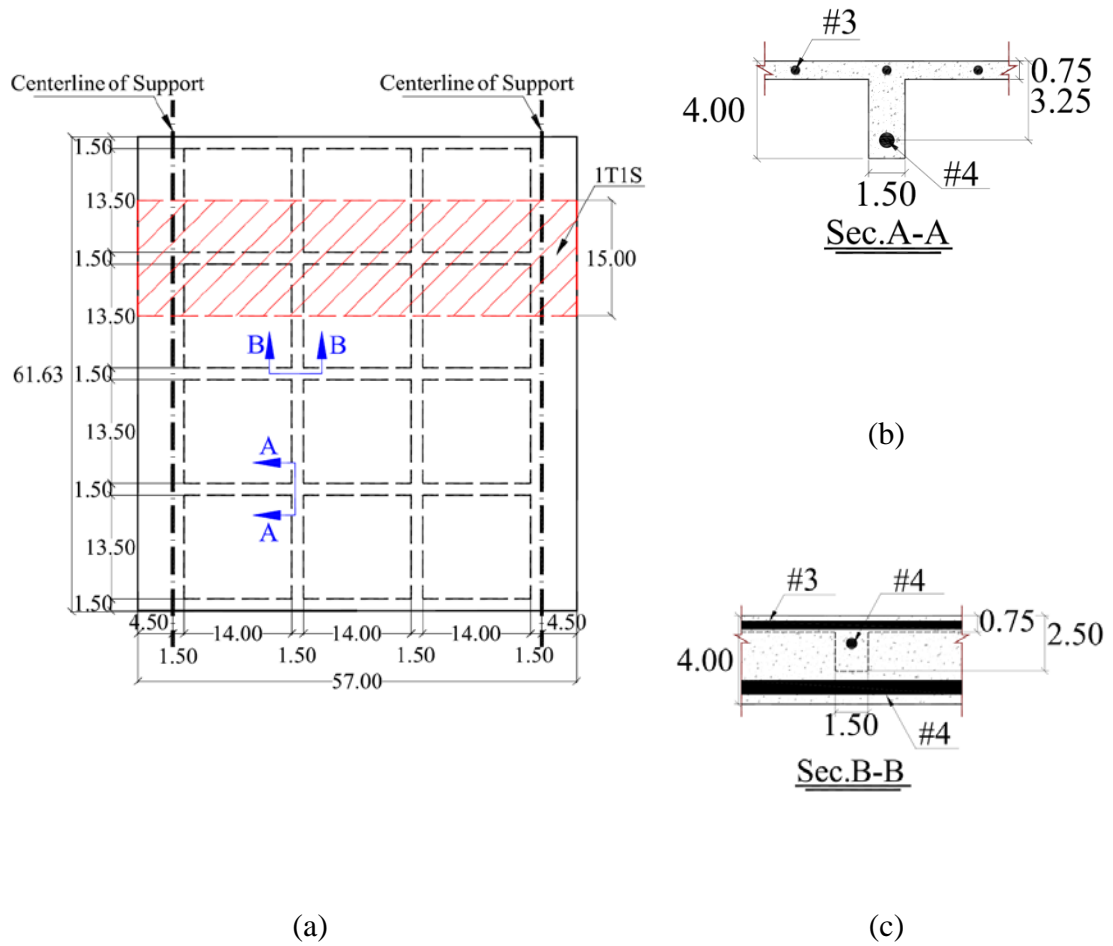 Centerline of Support
Centerline of Support
1.50
13.50
1.50
13.50
1.50
13.50
1.50
13.50
1.50
61.63
1T1S
15.00
B B
A
A
4.50 14.00 14.00 14.00 4.50
1.50 1.50 1.50 1.50
57.00
(a)
#3
0.75
3.25
4.00
#4
1.50
Sec.A-A
(b)
#3 #4
0.75
2.50
4.00
1.50
#4
Sec.B-B
(c)